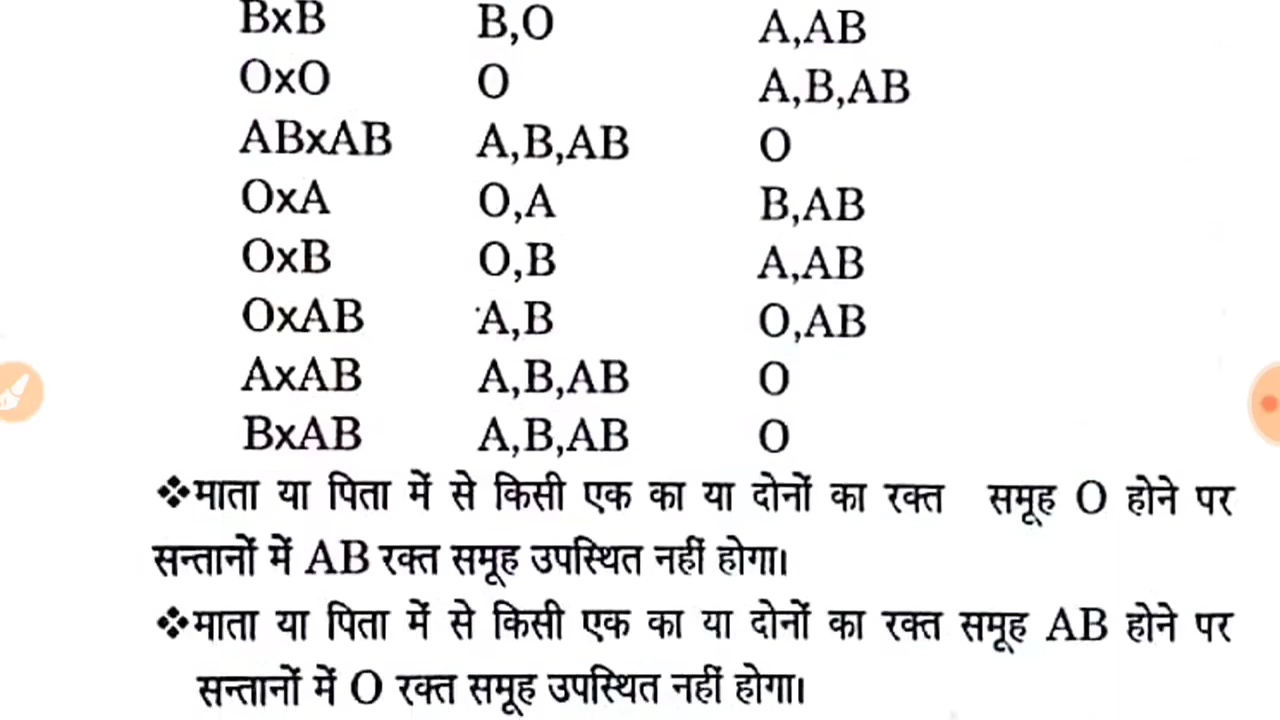 BxB B,O A,AB
OxO O A,B,AB
ABxAB A,B,AB O
OxA O,A B,AB
OxB O,B A,AB
OxAB A,B O,AB
AxAB A,B,AB O
BxAB A,B,AB O
❖माता या पिता में से किसी एक का या दोनों का रक्त समूह O होने पर
सन्तानों में AB रक्त समूह उपस्थित नहीं होगा।
❖माता या पिता में से किसी एक का या दोनों का रक्त समूह AB होने पर
सन्तानों में O रक्त समूह उपस्थित नहीं होगा।